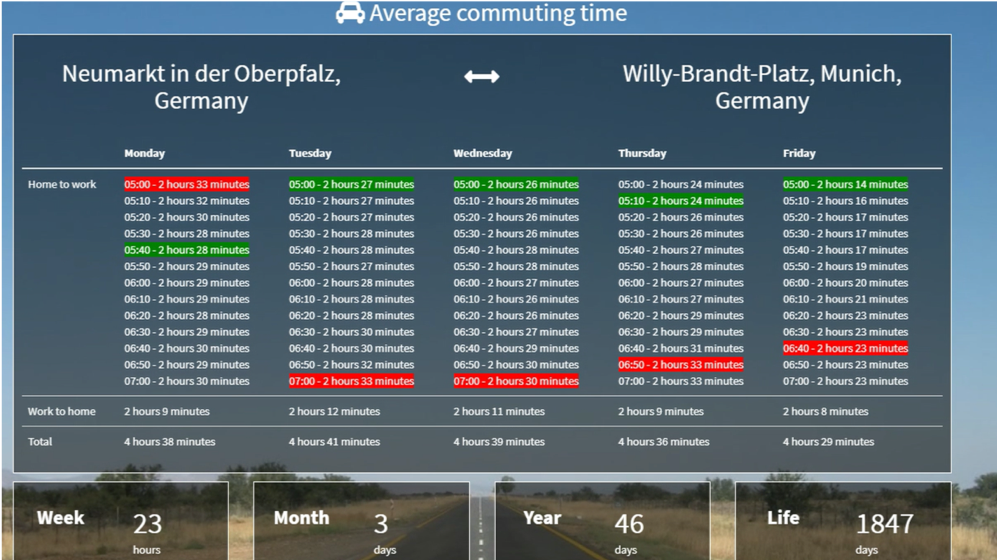 Average commuting time
Neumarkt in der Oberpfalz, Germany
Willy-Brandt-Platz, Munich, Germany
Monday Tuesday Wednesday Thursday Friday
Home to work 05:00 - 2 hours 33 minutes 05:00 - 2 hours 27 minutes 05:00 - 2 hours 26 minutes 05:00 - 2 hours 24 minutes 05:00 - 2 hours 14 minutes
05:10 - 2 hours 32 minutes 05:10 - 2 hours 27 minutes 05:10 - 2 hours 26 minutes 05:10 - 2 hours 24 minutes 05:10 - 2 hours 16 minutes
05:20 - 2 hours 30 minutes 05:20 - 2 hours 27 minutes 05:20 - 2 hours 26 minutes 05:20 - 2 hours 26 minutes 05:20 - 2 hours 17 minutes
05:30 - 2 hours 28 minutes 05:30 - 2 hours 28 minutes 05:30 - 2 hours 26 minutes 05:30 - 2 hours 26 minutes 05:30 - 2 hours 17 minutes
05:40 - 2 hours 28 minutes 05:40 - 2 hours 28 minutes 05:40 - 2 hours 28 minutes 05:40 - 2 hours 27 minutes 05:40 - 2 hours 17 minutes
05:50 - 2 hours 29 minutes 05:50 - 2 hours 27 minutes 05:50 - 2 hours 28 minutes 05:50 - 2 hours 28 minutes 05:50 - 2 hours 19 minutes
06:00 - 2 hours 29 minutes 06:00 - 2 hours 28 minutes 06:00 - 2 hours 27 minutes 06:00 - 2 hours 27 minutes 06:00 - 2 hours 20 minutes
06:10 - 2 hours 29 minutes 06:10 - 2 hours 28 minutes 06:10 - 2 hours 26 minutes 06:10 - 2 hours 27 minutes 06:10 - 2 hours 21 minutes
06:20 - 2 hours 28 minutes 06:20 - 2 hours 28 minutes 06:20 - 2 hours 26 minutes 06:20 - 2 hours 29 minutes 06:20 - 2 hours 23 minutes
06:30 - 2 hours 29 minutes 06:30 - 2 hours 30 minutes 06:30 - 2 hours 27 minutes 06:30 - 2 hours 29 minutes 06:30 - 2 hours 23 minutes
06:40 - 2 hours 30 minutes 06:40 - 2 hours 30 minutes 06:40 - 2 hours 29 minutes 06:40 - 2 hours 31 minutes 06:40 - 2 hours 23 minutes
06:50 - 2 hours 29 minutes 06:50 - 2 hours 32 minutes 06:50 - 2 hours 30 minutes 06:50 - 2 hours 33 minutes 06:50 - 2 hours 23 minutes
07:00 - 2 hours 30 minutes 07:00 - 2 hours 33 minutes 07:00 - 2 hours 30 minutes 07:00 - 2 hours 33 minutes 07:00 - 2 hours 23 minutes
Work to home 2 hours 9 minutes 2 hours 12 minutes 2 hours 11 minutes 2 hours 9 minutes 2 hours 8 minutes
Total 4 hours 38 minutes 4 hours 41 minutes 4 hours 39 minutes 4 hours 36 minutes 4 hours 29 minutes
Week 23 hours
Month 3 days
Year 46 days
Life 1847 days